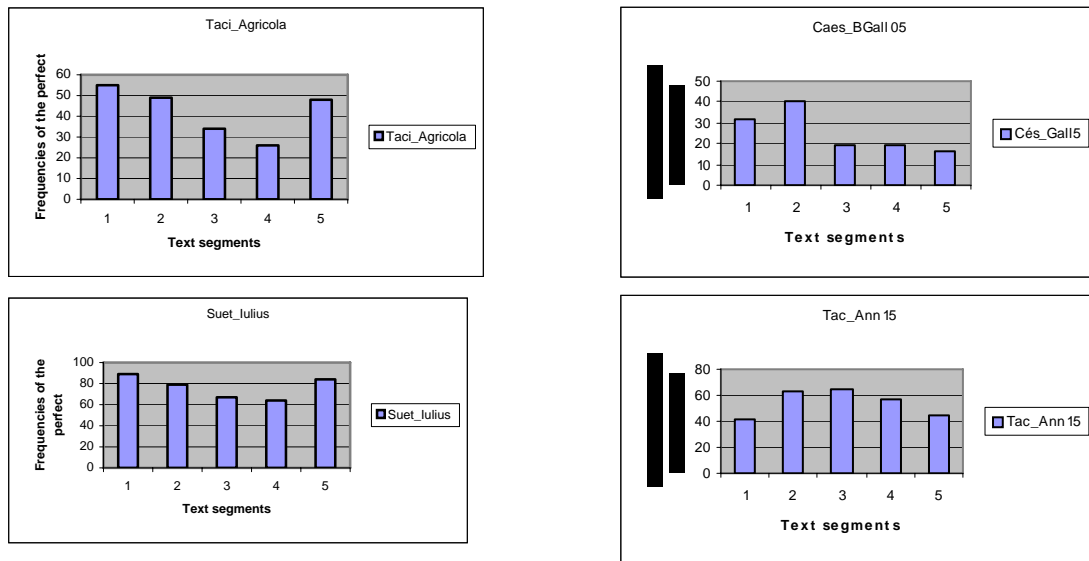 Taci_Agricola
Frequencies of the perfect
60
50
40
30
20
10
0
1 2 3 4 5
Text segments
Taci_Agricola
Caes_BGall 05
50
40
30
20
10
0
1 2 3 4 5
Text segments
Cés_Gall5
Suet_Iulius
Frequencies of the
perfect
100
80
60
40
20
0
1 2 3 4 5
Text segments
Suet_Iulius
Tac_Ann 15
80
60
40
20
0
1 2 3 4 5
Text segments
Tac_Ann 15